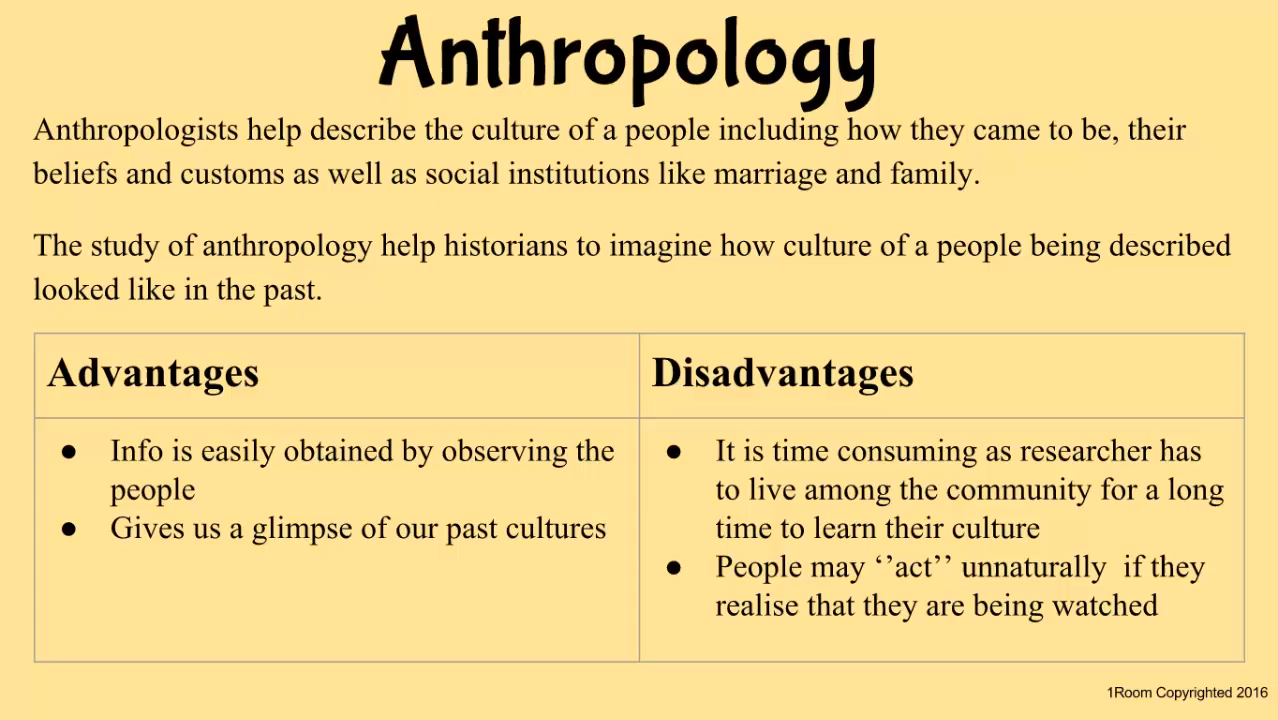 Anthropology
Anthropologists help describe the culture of a people including how they came to be, their
beliefs and customs as well as social institutions like marriage and family.
The study of anthropology help historians to imagine how culture of a people being described
looked like in the past.
Advantages
● Info is easily obtained by observing the
people
● Gives us a glimpse of our past cultures
Disadvantages
● It is time consuming as researcher has
to live among the community for a long
time to learn their culture
● People may ‘’act’’ unnaturally  if they
realise that they are being watched
1Room Copyrighted 2016